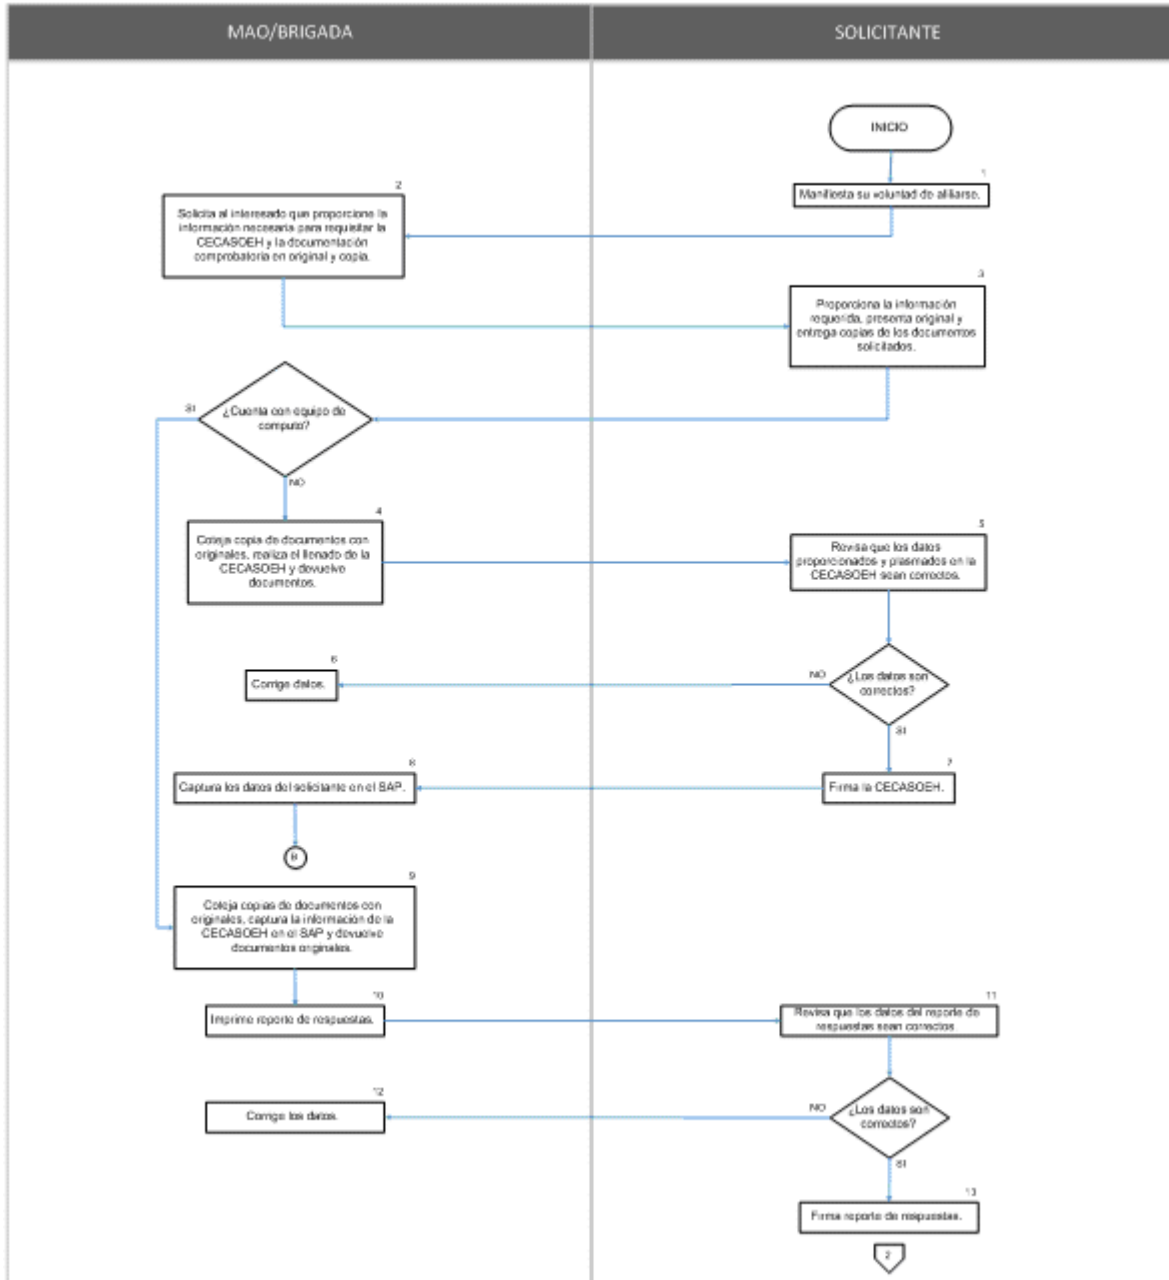 MAO/BRIGADA
SOLICITANTE
INICIO
1
Manifiesta su voluntad de afiliarse.
2
Solicita al interesado que proporcione la
información necesaria para requisitar la
CECASOEH y la documentación
comprobatoria en original y copia.
3
Proporciona la información
requerida, presenta original y
entrega copias de los documentos
solicitados.
¿Cuenta con equipo de
computo?
SI
NO
4
Coteja copia de documentos con
originales, realiza el llenado de la
CECASOEH y devuelve
documentos.
5
Revisa que los datos
proporcionados y plasmados en la
CECASOEH sean correctos.
¿Los datos son
correctos?
NO
SI
6
Corrige datos.
7
Firma la CECASOEH.
8
Captura los datos del solicitante en el SAP.
B
9
Coteja copias de documentos con
originales, captura la información de la
CECASOEH en el SAP y devuelve
documentos originales.
10
Imprime reporte de respuestas.
11
Revisa que los datos del reporte de
respuestas sean correctos
¿Los datos son
correctos?
NO
SI
12
Corrige los datos.
13
Firma reporte de respuestas.
2